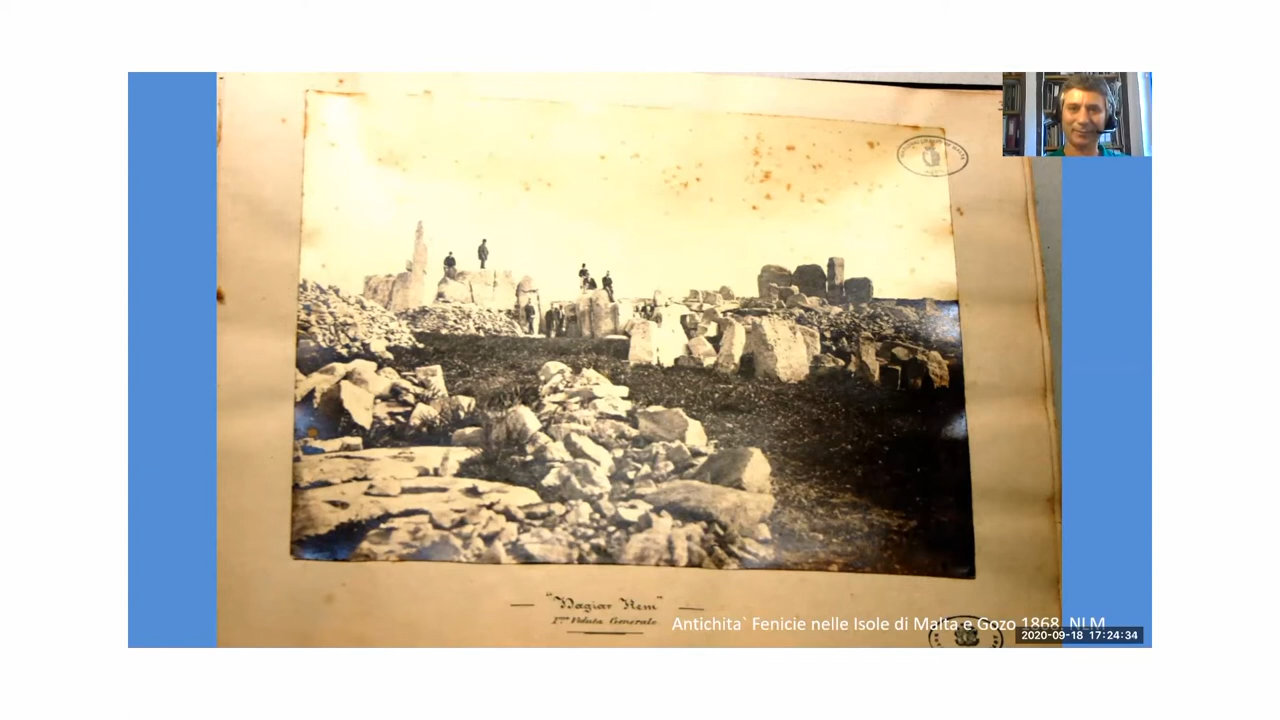 "Hagiar Kem"
1ma Veduta Generale
Antichita` Fenicie nelle Isole di Malta e Gozo 1868, NLM
2020-09-18 17:24:34